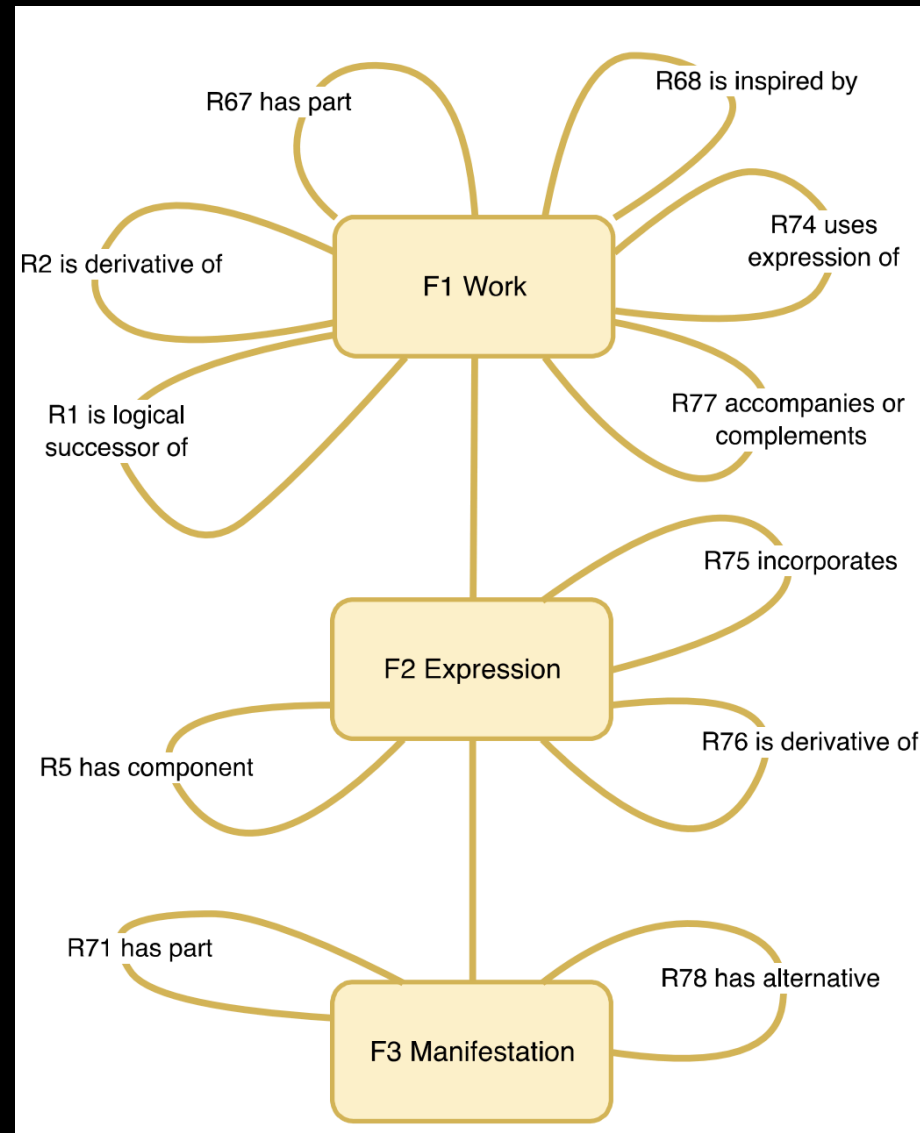 R67 has part
R68 is inspired by
R2 is derivative of
R74 uses
expression of
F1 Work
R1 is logical
successor of
R77 accompanies or
complements
R75 incorporates
F2 Expression
R5 has component
R76 is derivative of
R71 has part
R78 has alternative
F3 Manifestation